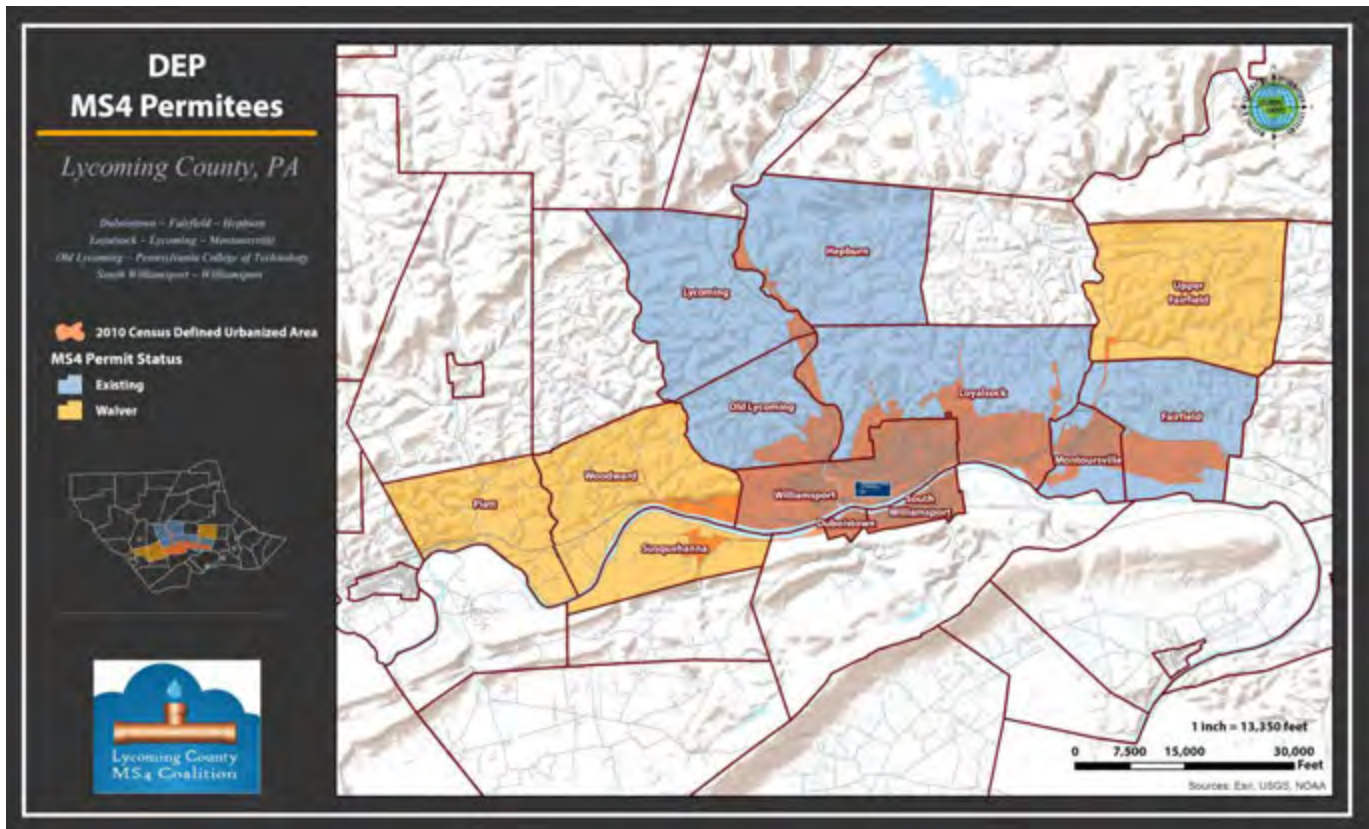 DEP
MS4 Permitees
Lycoming County, PA
Duboistown - Fairfield - Hepburn
Loyalsock - Lycoming - Montoursville
Old Lycoming - Pennsylvania College of Technology
South Williamsport - Williamsport
2010 Census Defined Urbanized Area
MS4 Permit Status
Existing
Waiver
Lycoming County
MS4 Coalition
Hepburn
Lycoming
Upper
Fairfield
Old Lycoming
Loyalsock
Fairfield
Montoursville
Woodward
Piatt
Williamsport
South
Williamsport
Duboistown
Susquehanna
1 inch = 13,350 feet
0 7,500 15,000 30,000
Feet
Sources: Esri, USGS, NOAA